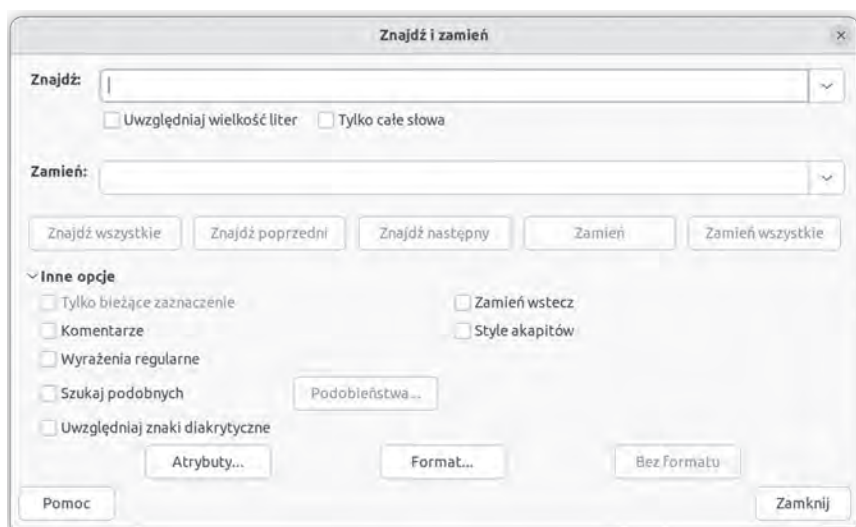 Znajdź i zamień
Znajdź:
Uwzględniaj wielkość liter Tylko całe słowa
Zamień:
Znajdź wszystkie Znajdź poprzedni Znajdź następny Zamień Zamień wszystkie
Inne opcje
Tylko bieżące zaznaczenie Zamień wstecz
Komentarze Style akapitów
Wyrażenia regularne
Szukaj podobnych Podobieństwa...
Uwzględniaj znaki diakrytyczne
Atrybuty... Format... Bez formatu
Pomoc Zamknij